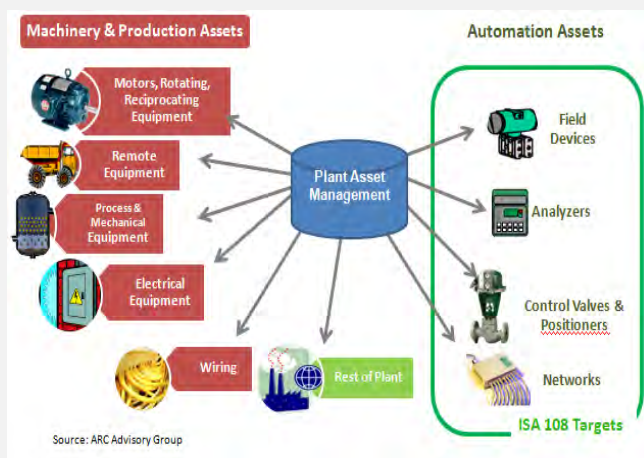 Machinery & Production Assets
Automation Assets
Motors, Rotating,
Reciprocating
Equipment
Remote
Equipment
Process &
Mechanical
Equipment
Electrical
Equipment
Wiring
Rest of Plant
Plant Asset
Management
Field
Devices
Analyzers
Control Valves &
Positioners
Networks
ISA 108 Targets
Source: ARC Advisory Group